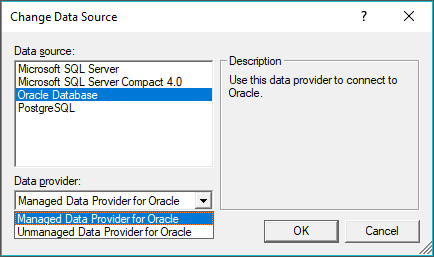 Change Data Source
?
Data source:
Description
Microsoft SQL Server
Microsoft SQL Server Compact 4.0
Oracle Database
PostgreSQL
Use this data provider to connect to
Oracle.
Data provider:
Managed Data Provider for Oracle
Managed Data Provider for Oracle
Unmanaged Data Provider for Oracle
OK
Cancel